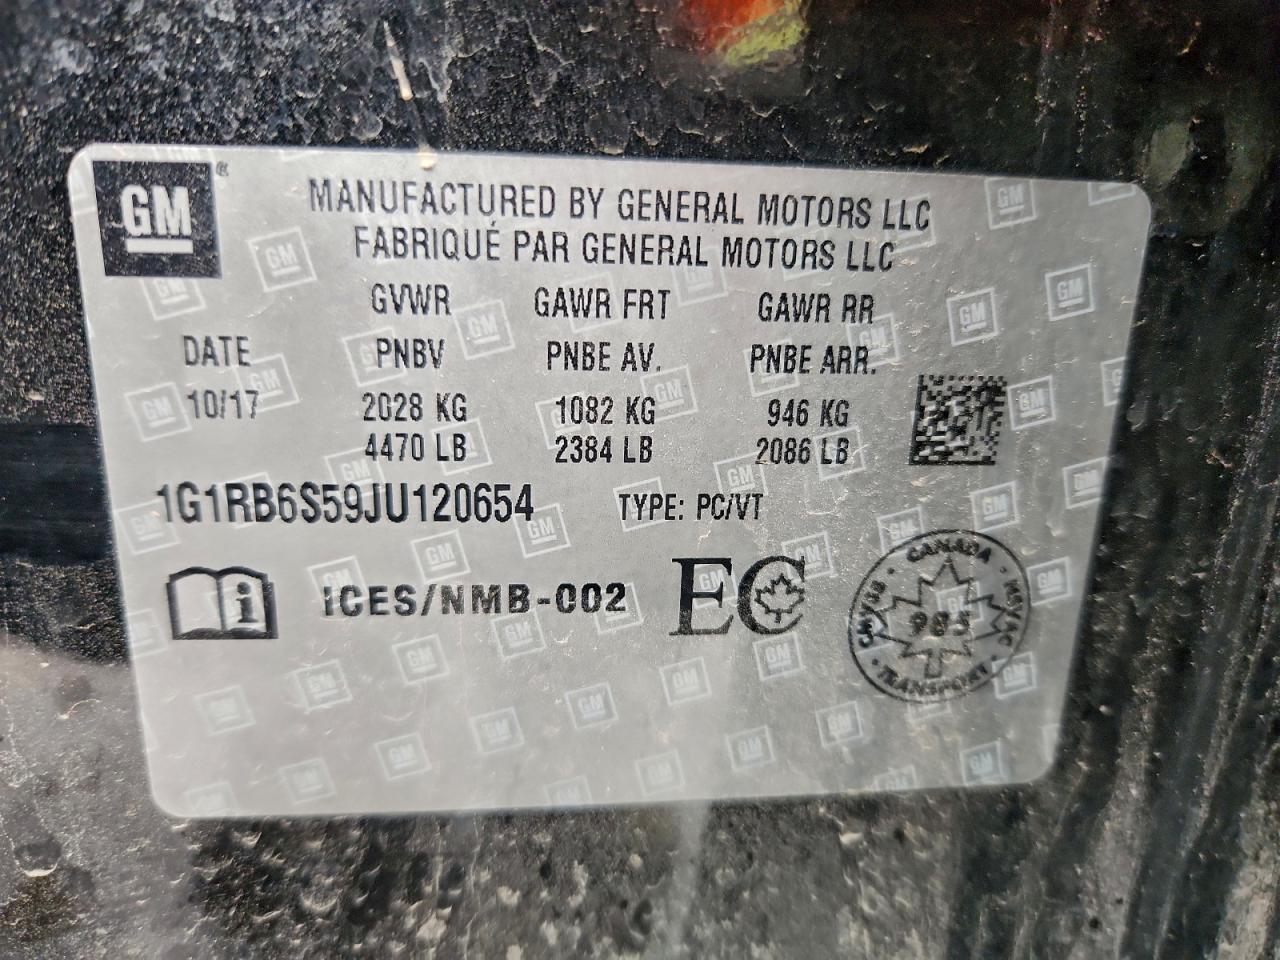 GM
MANUFACTURED BY GENERAL MOTORS LLC
FABRIQUÉ PAR GENERAL MOTORS LLC
GVWR GAWR FRT GAWR RR
DATE PNBV PNBE AV. PNBE ARR.
10/17 2028 KG 1082 KG 946 KG
4470 LB 2384 LB 2086 LB
1G1RB6S59JU120654 TYPE: PC/VT
i ICES/NMB-002 EC
CANADA
905
TRANSPORT